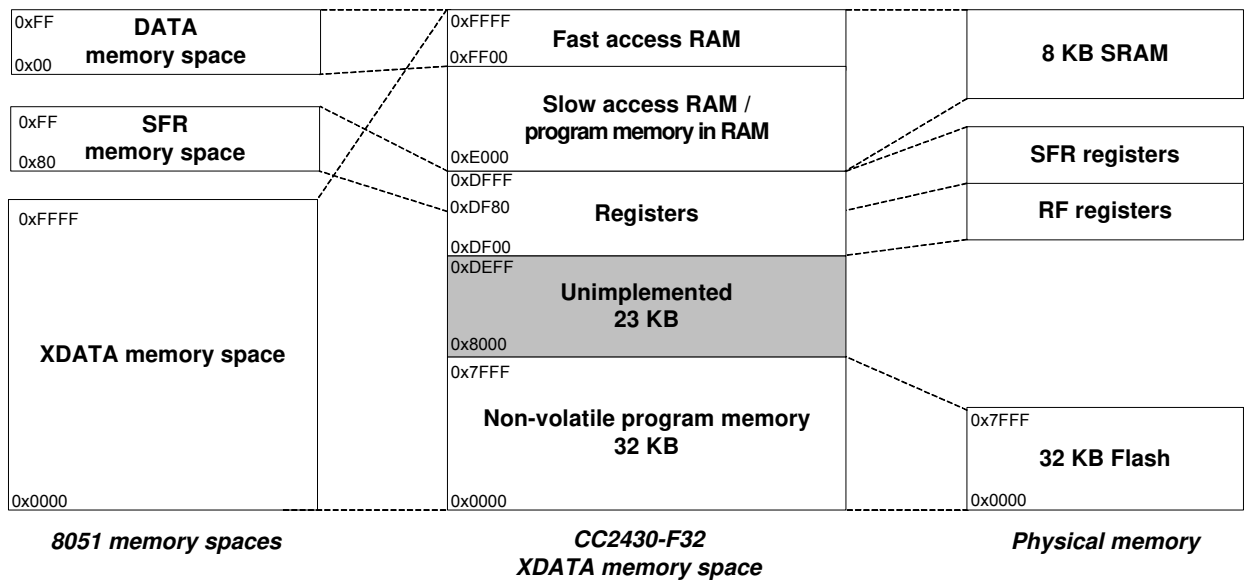 0xFF
DATA
memory space
0x00
0xFF
SFR
memory space
0x80
0xFFFF
XDATA memory space
0x0000
8051 memory spaces
0xFFFF
Fast access RAM
0xFF00
Slow access RAM /
program memory in RAM
0xE000
0xDFFF
0xDF80
Registers
0xDF00
0xDEFF
Unimplemented
23 KB
0x8000
0x7FFF
Non-volatile program memory
32 KB
0x0000
CC2430-F32
XDATA memory space
8 KB SRAM
SFR registers
RF registers
0x7FFF
32 KB Flash
0x0000
Physical memory